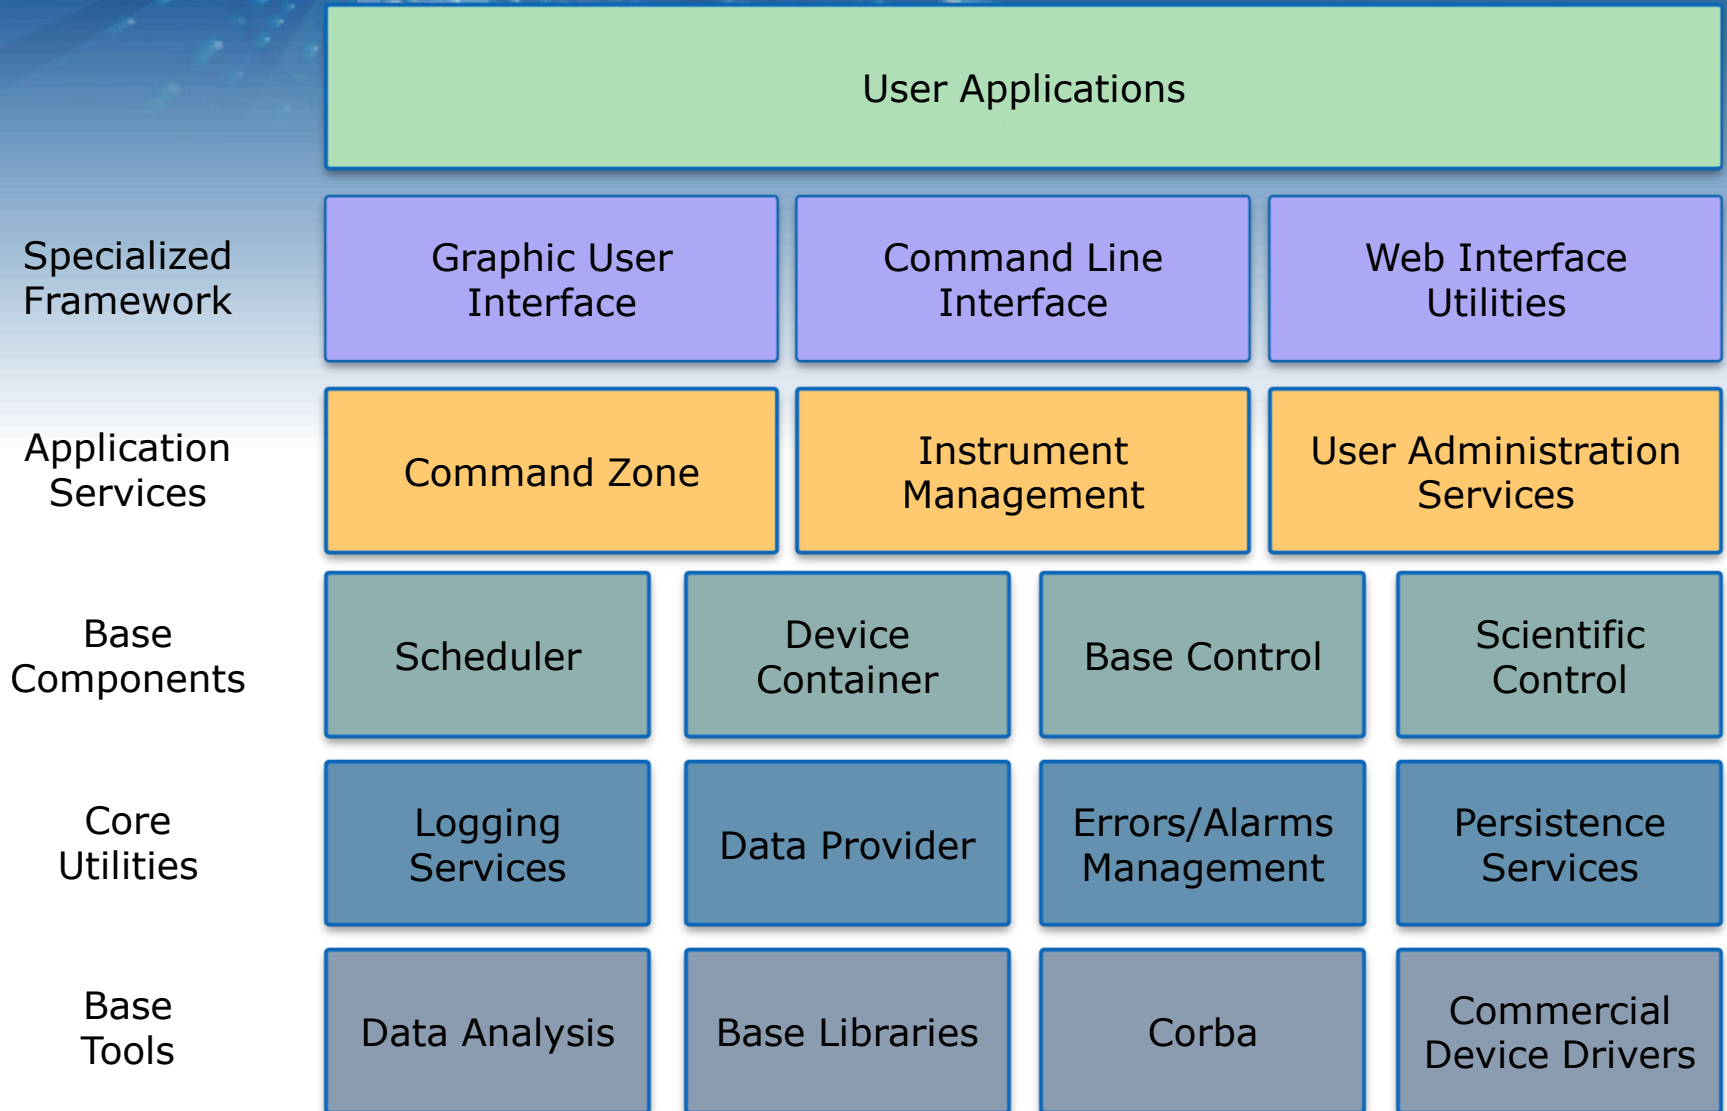 User Applications
Specialized
Framework
Graphic User
Interface
Command Line
Interface
Web Interface
Utilities
Application
Services
Command Zone
Instrument
Management
User Administration
Services
Base
Components
Scheduler
Device
Container
Base Control
Scientific
Control
Core
Utilities
Logging
Services
Data Provider
Errors/Alarms
Management
Persistence
Services
Base
Tools
Data Analysis
Base Libraries
Corba
Commercial
Device Drivers